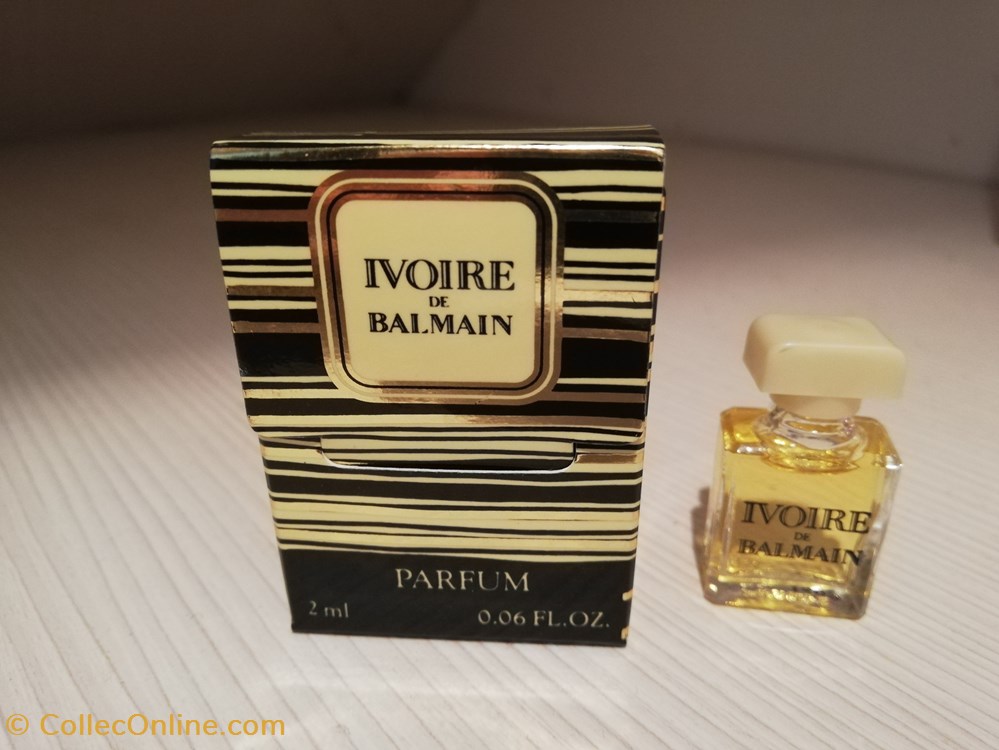 IVOIRE
DE
BALMAIN
PARFUM
2 ml 0.06 FL.OZ.
IVOIRE
DE
BALMAIN
© CollecOnline.com